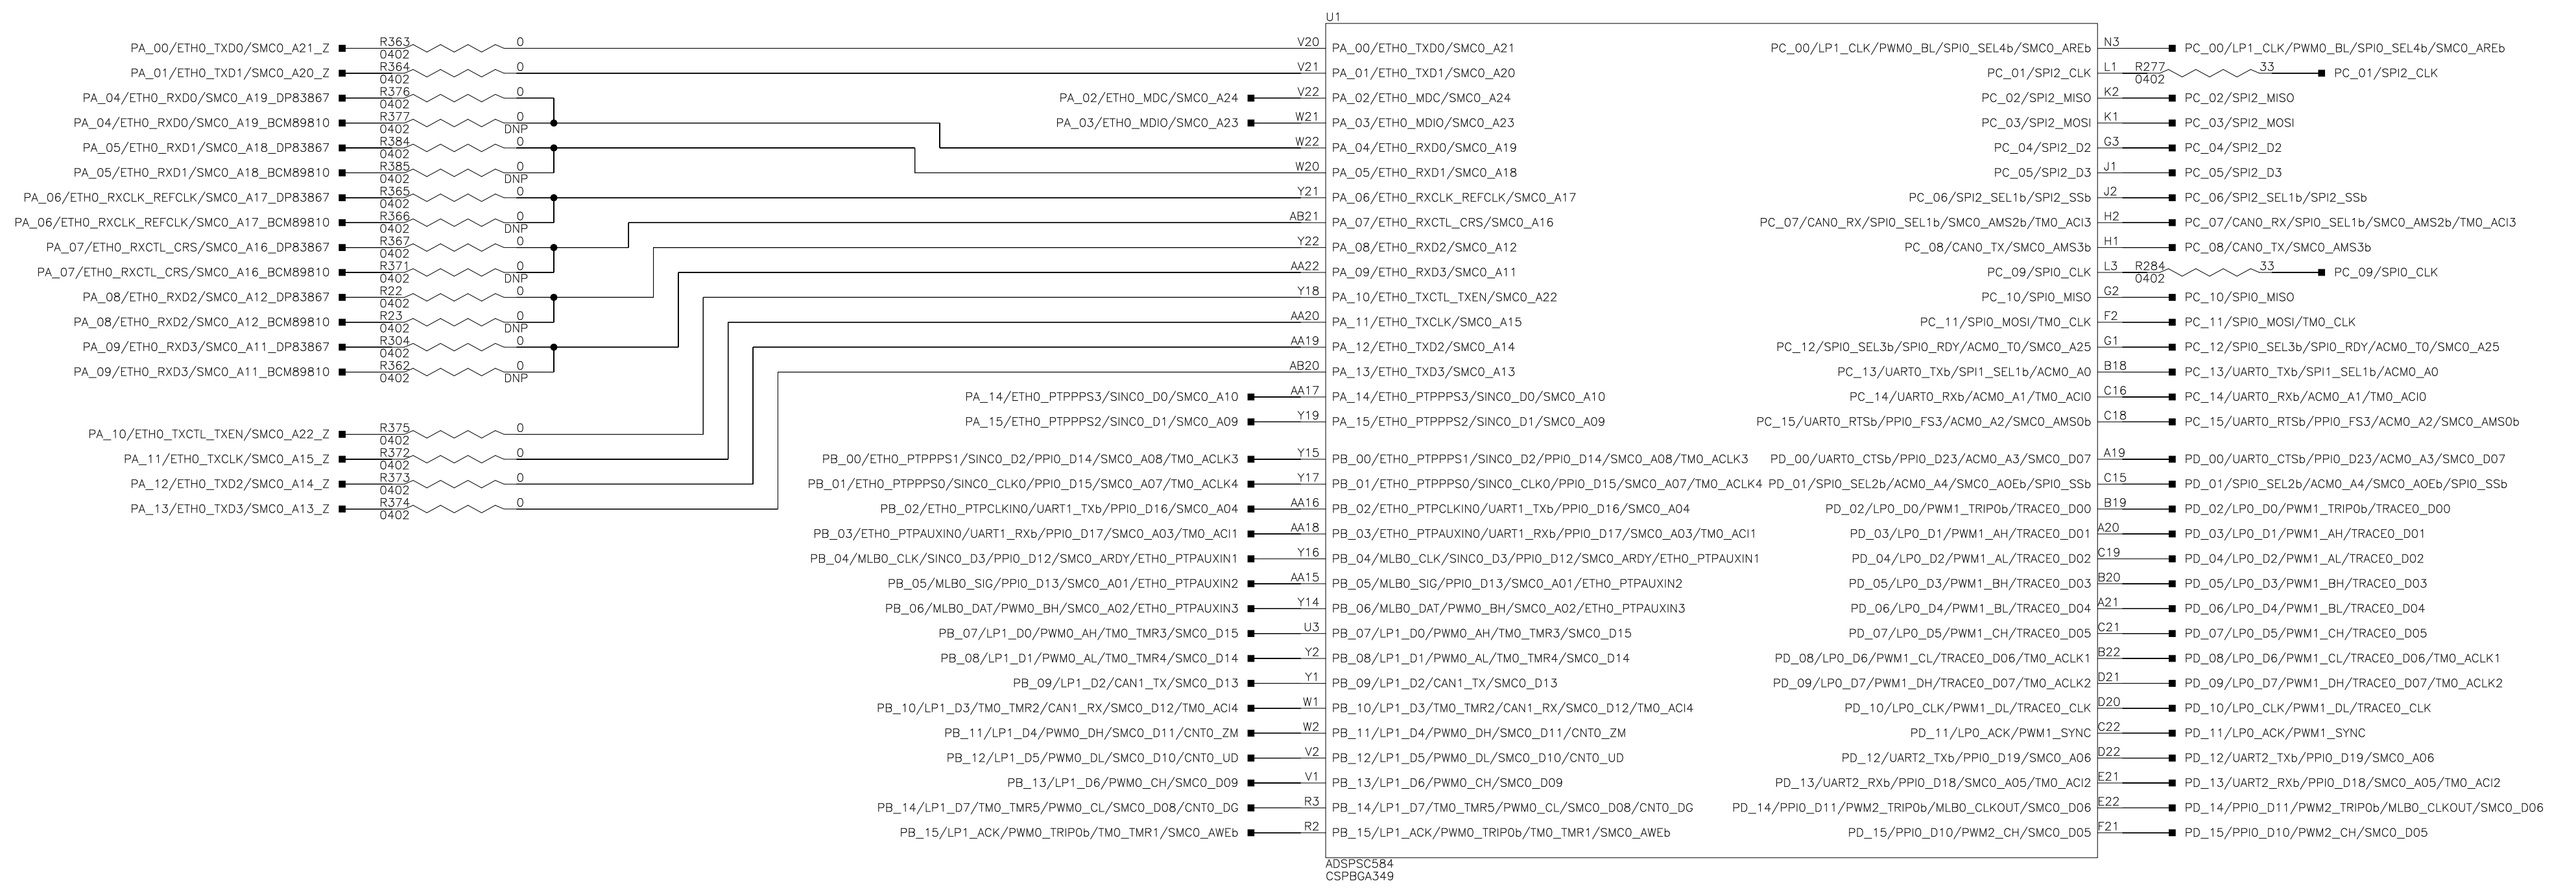 U1
PA_00/ETH0_TXD0/SMC0_A21_Z R363 0 0402 V20 PA_00/ETH0_TXD0/SMC0_A21 PC_00/LP1_CLK/PWM0_BL/SPI0_SEL4b/SMC0_AREb N3 PC_00/LP1_CLK/PWM0_BL/SPI0_SEL4b/SMC0_AREb
PA_01/ETH0_TXD1/SMC0_A20_Z R364 0 0402 V21 PA_01/ETH0_TXD1/SMC0_A20 PC_01/SPI2_CLK L1 R277 33 0402 PC_01/SPI2_CLK
PA_04/ETH0_RXD0/SMC0_A19_DP83867 R376 0 0402 PA_02/ETH0_MDC/SMC0_A24 V22 PA_02/ETH0_MDC/SMC0_A24 PC_02/SPI2_MISO K2 PC_02/SPI2_MISO
PA_04/ETH0_RXD0/SMC0_A19_BCM89810 R377 0 0402 DNP PA_03/ETH0_MDIO/SMC0_A23 W21 PA_03/ETH0_MDIO/SMC0_A23 PC_03/SPI2_MOSI K1 PC_03/SPI2_MOSI
PA_05/ETH0_RXD1/SMC0_A18_DP83867 R384 0 0402 W22 PA_04/ETH0_RXD0/SMC0_A19 PC_04/SPI2_D2 G3 PC_04/SPI2_D2
PA_05/ETH0_RXD1/SMC0_A18_BCM89810 R385 0 0402 DNP W20 PA_05/ETH0_RXD1/SMC0_A18 PC_05/SPI2_D3 J1 PC_05/SPI2_D3
PA_06/ETH0_RXCLK_REFCLK/SMC0_A17_DP83867 R365 0 0402 Y21 PA_06/ETH0_RXCLK_REFCLK/SMC0_A17 PC_06/SPI2_SEL1b/SPI2_SSb J2 PC_06/SPI2_SEL1b/SPI2_SSb
PA_06/ETH0_RXCLK_REFCLK/SMC0_A17_BCM89810 R366 0 0402 DNP AB21 PA_07/ETH0_RXCTL_CRS/SMC0_A16 PC_07/CAN0_RX/SPI0_SEL1b/SMC0_AMS2b/TM0_ACI3 H2 PC_07/CAN0_RX/SPI0_SEL1b/SMC0_AMS2b/TM0_ACI3
PA_07/ETH0_RXCTL_CRS/SMC0_A16_DP83867 R367 0 0402 Y22 PA_08/ETH0_RXD2/SMC0_A12 PC_08/CAN0_TX/SMC0_AMS3b H1 PC_08/CAN0_TX/SMC0_AMS3b
PA_07/ETH0_RXCTL_CRS/SMC0_A16_BCM89810 R371 0 0402 DNP AA22 PA_09/ETH0_RXD3/SMC0_A11 PC_09/SPI0_CLK L3 R284 33 0402 PC_09/SPI0_CLK
PA_08/ETH0_RXD2/SMC0_A12_DP83867 R22 0 0402 Y18 PA_10/ETH0_TXCTL_TXEN/SMC0_A22 PC_10/SPI0_MISO G2 PC_10/SPI0_MISO
PA_08/ETH0_RXD2/SMC0_A12_BCM89810 R23 0 0402 DNP AA20 PA_11/ETH0_TXCLK/SMC0_A15 PC_11/SPI0_MOSI/TM0_CLK F2 PC_11/SPI0_MOSI/TM0_CLK
PA_09/ETH0_RXD3/SMC0_A11_DP83867 R304 0 0402 AA19 PA_12/ETH0_TXD2/SMC0_A14 PC_12/SPI0_SEL3b/SPI0_RDY/ACM0_T0/SMC0_A25 G1 PC_12/SPI0_SEL3b/SPI0_RDY/ACM0_T0/SMC0_A25
PA_09/ETH0_RXD3/SMC0_A11_BCM89810 R362 0 0402 DNP AB20 PA_13/ETH0_TXD3/SMC0_A13 PC_13/UART0_TXb/SPI1_SEL1b/ACM0_A0 B18 PC_13/UART0_TXb/SPI1_SEL1b/ACM0_A0
PA_14/ETH0_PTPPPS3/SINC0_D0/SMC0_A10 AA17 PA_14/ETH0_PTPPPS3/SINC0_D0/SMC0_A10 PC_14/UART0_RXb/ACM0_A1/TM0_ACI0 C16 PC_14/UART0_RXb/ACM0_A1/TM0_ACI0
PA_15/ETH0_PTPPPS2/SINC0_D1/SMC0_A09 Y19 PA_15/ETH0_PTPPPS2/SINC0_D1/SMC0_A09 PC_15/UART0_RTSb/PPI0_FS3/ACM0_A2/SMC0_AMS0b C18 PC_15/UART0_RTSb/PPI0_FS3/ACM0_A2/SMC0_AMS0b
PA_10/ETH0_TXCTL_TXEN/SMC0_A22_Z R375 0 0402
PA_11/ETH0_TXCLK/SMC0_A15_Z R372 0 0402 PB_00/ETH0_PTPPPS1/SINC0_D2/PPI0_D14/SMC0_A08/TM0_ACLK3 Y15 PB_00/ETH0_PTPPPS1/SINC0_D2/PPI0_D14/SMC0_A08/TM0_ACLK3 PD_00/UART0_CTSb/PPI0_D23/ACM0_A3/SMC0_D07 A19 PD_00/UART0_CTSb/PPI0_D23/ACM0_A3/SMC0_D07
PA_12/ETH0_TXD2/SMC0_A14_Z R373 0 0402 PB_01/ETH0_PTPPPS0/SINC0_CLK0/PPI0_D15/SMC0_A07/TM0_ACLK4 Y17 PB_01/ETH0_PTPPPS0/SINC0_CLK0/PPI0_D15/SMC0_A07/TM0_ACLK4 PD_01/SPI0_SEL2b/ACM0_A4/SMC0_AOEb/SPI0_SSb C15 PD_01/SPI0_SEL2b/ACM0_A4/SMC0_AOEb/SPI0_SSb
PA_13/ETH0_TXD3/SMC0_A13_Z R374 0 0402 PB_02/ETH0_PTPCLKIN0/UART1_TXb/PPI0_D16/SMC0_A04 AA16 PB_02/ETH0_PTPCLKIN0/UART1_TXb/PPI0_D16/SMC0_A04 PD_02/LP0_D0/PWM1_TRIP0b/TRACE0_D00 B19 PD_02/LP0_D0/PWM1_TRIP0b/TRACE0_D00
PB_03/ETH0_PTPAUXIN0/UART1_RXb/PPI0_D17/SMC0_A03/TM0_ACI1 AA18 PB_03/ETH0_PTPAUXIN0/UART1_RXb/PPI0_D17/SMC0_A03/TM0_ACI1 PD_03/LP0_D1/PWM1_AH/TRACE0_D01 A20 PD_03/LP0_D1/PWM1_AH/TRACE0_D01
PB_04/MLB0_CLK/SINC0_D3/PPI0_D12/SMC0_ARDY/ETH0_PTPAUXIN1 Y16 PB_04/MLB0_CLK/SINC0_D3/PPI0_D12/SMC0_ARDY/ETH0_PTPAUXIN1 PD_04/LP0_D2/PWM1_AL/TRACE0_D02 C19 PD_04/LP0_D2/PWM1_AL/TRACE0_D02
PB_05/MLB0_SIG/PPI0_D13/SMC0_A01/ETH0_PTPAUXIN2 AA15 PB_05/MLB0_SIG/PPI0_D13/SMC0_A01/ETH0_PTPAUXIN2 PD_05/LP0_D3/PWM1_BH/TRACE0_D03 B20 PD_05/LP0_D3/PWM1_BH/TRACE0_D03
PB_06/MLB0_DAT/PWM0_BH/SMC0_A02/ETH0_PTPAUXIN3 Y14 PB_06/MLB0_DAT/PWM0_BH/SMC0_A02/ETH0_PTPAUXIN3 PD_06/LP0_D4/PWM1_BL/TRACE0_D04 A21 PD_06/LP0_D4/PWM1_BL/TRACE0_D04
PB_07/LP1_D0/PWM0_AH/TM0_TMR3/SMC0_D15 U3 PB_07/LP1_D0/PWM0_AH/TM0_TMR3/SMC0_D15 PD_07/LP0_D5/PWM1_CH/TRACE0_D05 C21 PD_07/LP0_D5/PWM1_CH/TRACE0_D05
PB_08/LP1_D1/PWM0_AL/TM0_TMR4/SMC0_D14 Y2 PB_08/LP1_D1/PWM0_AL/TM0_TMR4/SMC0_D14 PD_08/LP0_D6/PWM1_CL/TRACE0_D06/TM0_ACLK1 B22 PD_08/LP0_D6/PWM1_CL/TRACE0_D06/TM0_ACLK1
PB_09/LP1_D2/CAN1_TX/SMC0_D13 Y1 PB_09/LP1_D2/CAN1_TX/SMC0_D13 PD_09/LP0_D7/PWM1_DH/TRACE0_D07/TM0_ACLK2 D21 PD_09/LP0_D7/PWM1_DH/TRACE0_D07/TM0_ACLK2
PB_10/LP1_D3/TM0_TMR2/CAN1_RX/SMC0_D12/TM0_ACI4 W1 PB_10/LP1_D3/TM0_TMR2/CAN1_RX/SMC0_D12/TM0_ACI4 PD_10/LP0_CLK/PWM1_DL/TRACE0_CLK D20 PD_10/LP0_CLK/PWM1_DL/TRACE0_CLK
PB_11/LP1_D4/PWM0_DH/SMC0_D11/CNT0_ZM W2 PB_11/LP1_D4/PWM0_DH/SMC0_D11/CNT0_ZM PD_11/LP0_ACK/PWM1_SYNC C22 PD_11/LP0_ACK/PWM1_SYNC
PB_12/LP1_D5/PWM0_DL/SMC0_D10/CNT0_UD V2 PB_12/LP1_D5/PWM0_DL/SMC0_D10/CNT0_UD PD_12/UART2_TXb/PPI0_D19/SMC0_A06 D22 PD_12/UART2_TXb/PPI0_D19/SMC0_A06
PB_13/LP1_D6/PWM0_CH/SMC0_D09 V1 PB_13/LP1_D6/PWM0_CH/SMC0_D09 PD_13/UART2_RXb/PPI0_D18/SMC0_A05/TM0_ACI2 E21 PD_13/UART2_RXb/PPI0_D18/SMC0_A05/TM0_ACI2
PB_14/LP1_D7/TM0_TMR5/PWM0_CL/SMC0_D08/CNT0_DG R3 PB_14/LP1_D7/TM0_TMR5/PWM0_CL/SMC0_D08/CNT0_DG PD_14/PPI0_D11/PWM2_TRIP0b/MLB0_CLKOUT/SMC0_D06 E22 PD_14/PPI0_D11/PWM2_TRIP0b/MLB0_CLKOUT/SMC0_D06
PB_15/LP1_ACK/PWM0_TRIP0b/TM0_TMR1/SMC0_AWEb R2 PB_15/LP1_ACK/PWM0_TRIP0b/TM0_TMR1/SMC0_AWEb PD_15/PPI0_D10/PWM2_CH/SMC0_D05 F21 PD_15/PPI0_D10/PWM2_CH/SMC0_D05
ADSPSC584
CSPBGA349